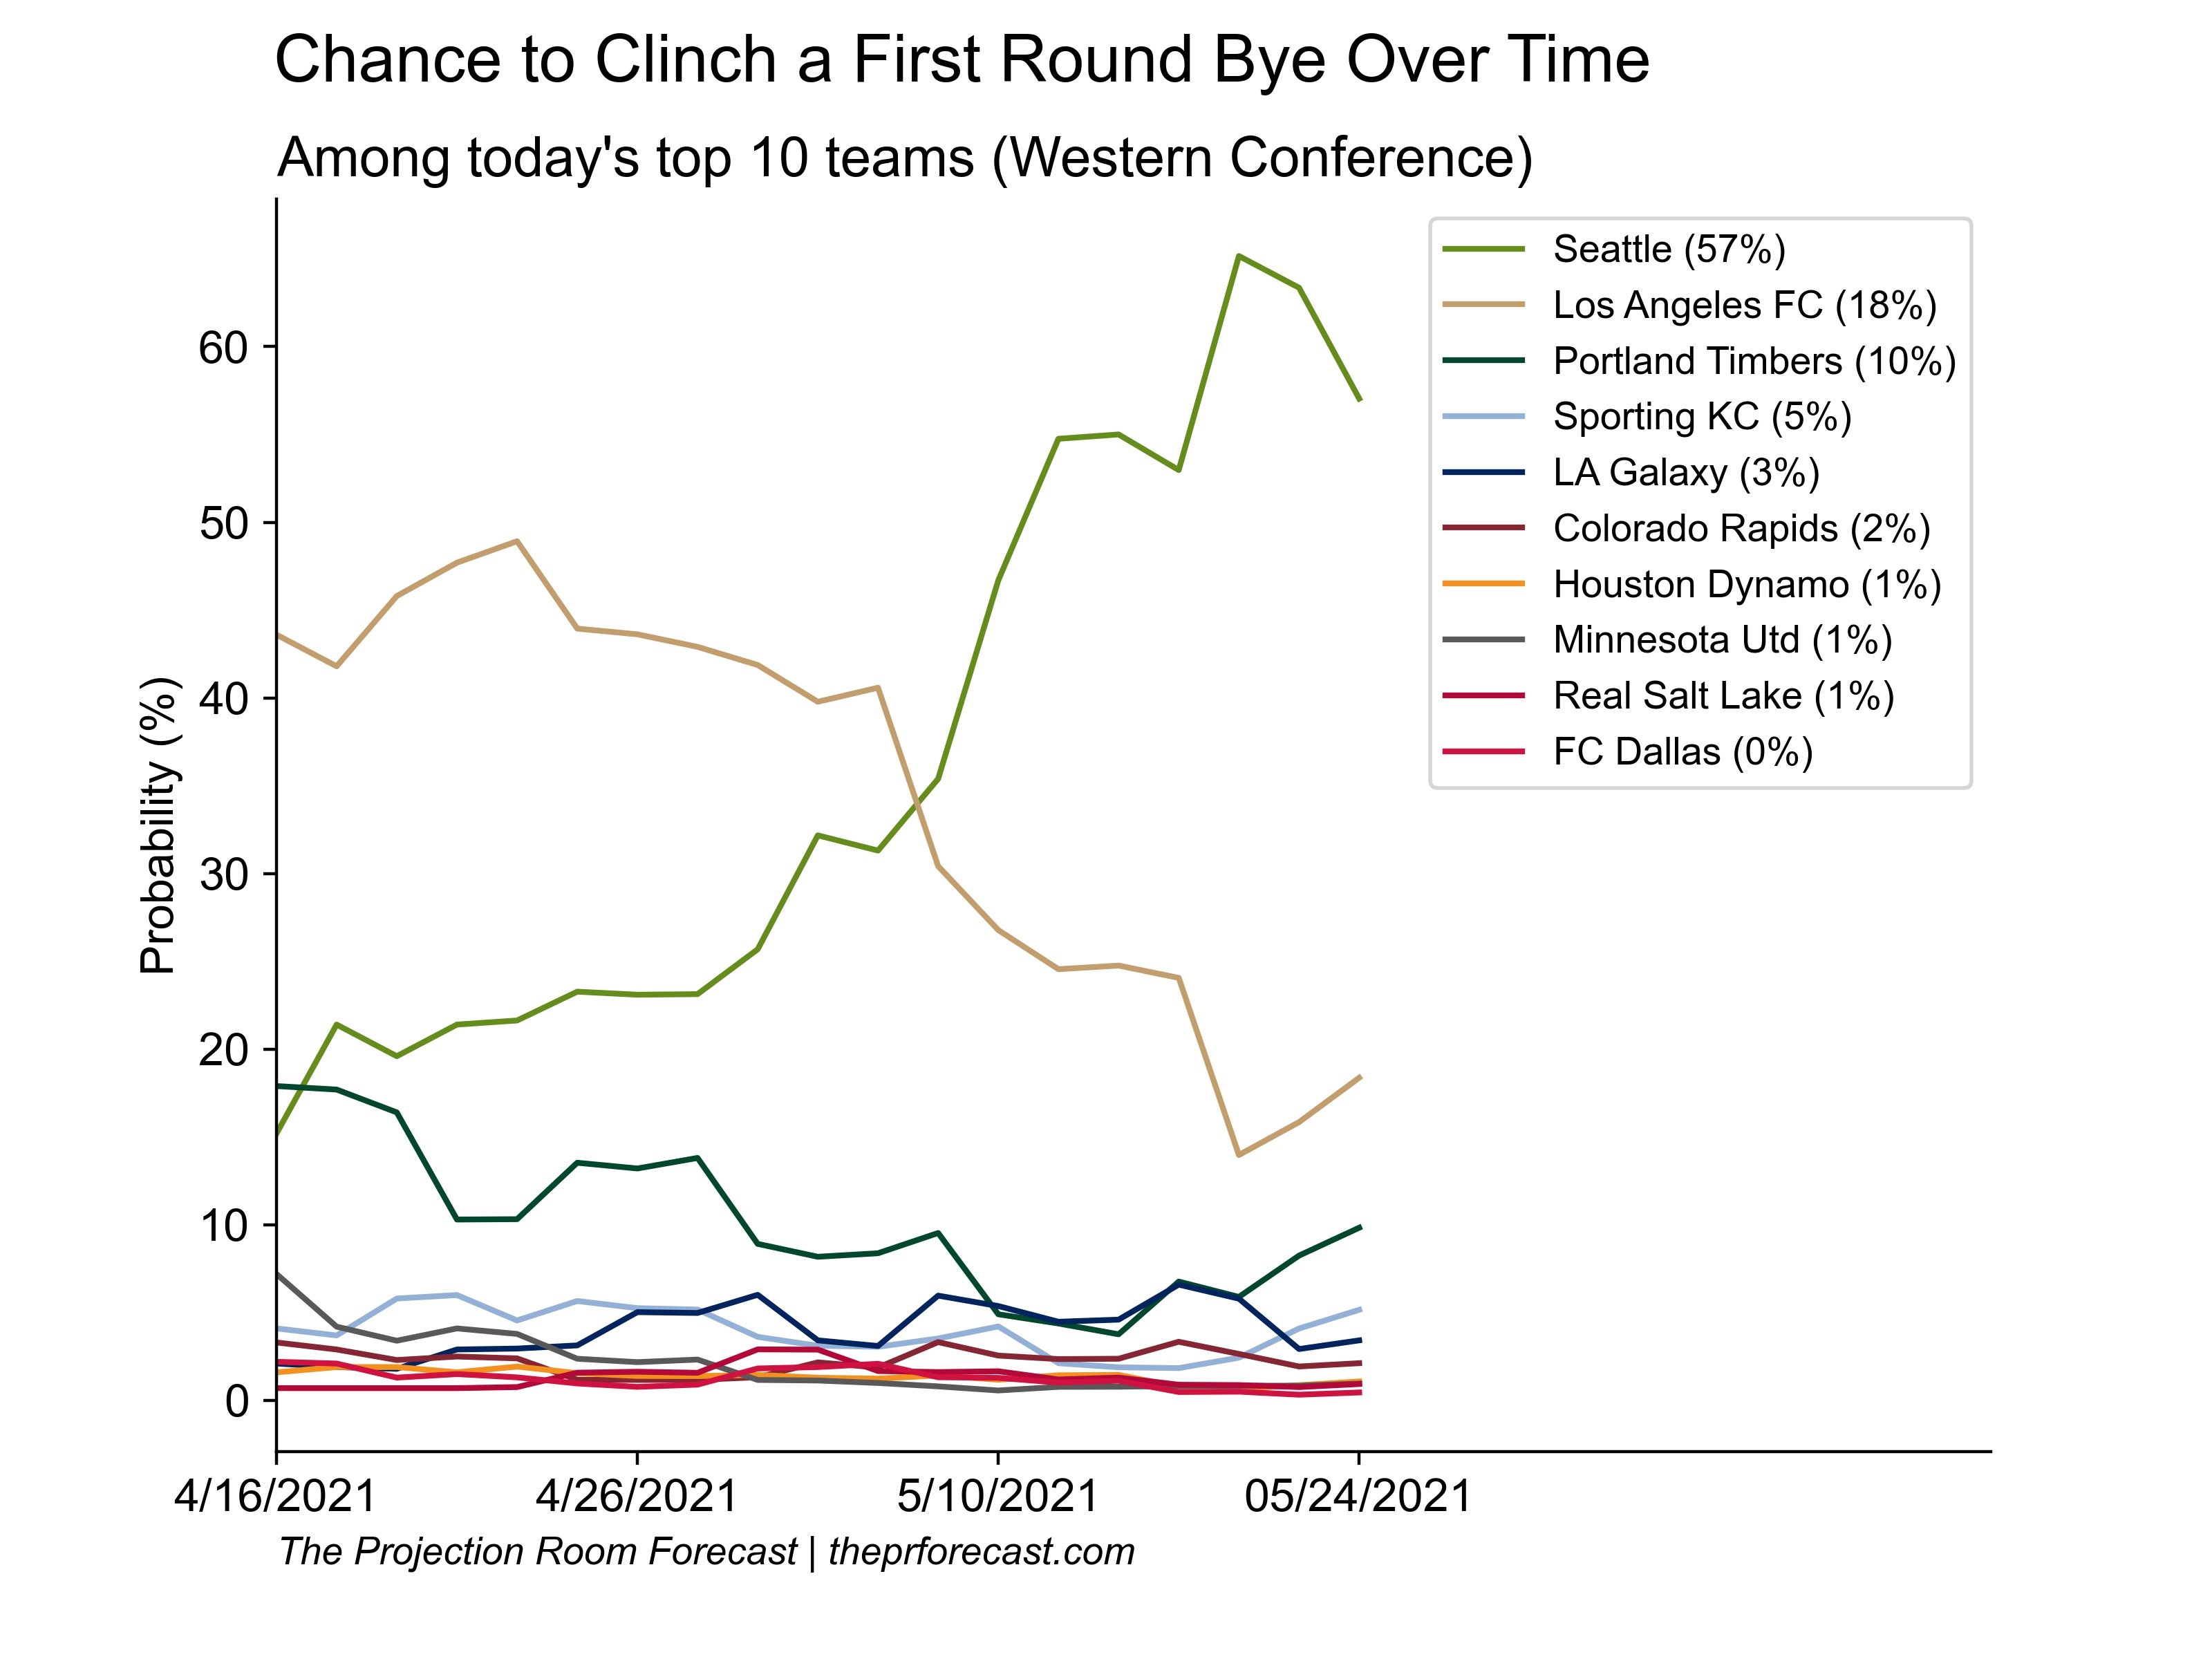 Chance to Clinch a First Round Bye Over Time
Among today's top 10 teams (Western Conference)
Seattle (57%)
Los Angeles FC (18%)
Portland Timbers (10%)
Sporting KC (5%)
LA Galaxy (3%)
Colorado Rapids (2%)
Houston Dynamo (1%)
Minnesota Utd (1%)
Real Salt Lake (1%)
FC Dallas (0%)
Probability (%)
60
50
40
30
20
10
0
4/16/2021
4/26/2021
5/10/2021
05/24/2021
The Projection Room Forecast | theprforecast.com